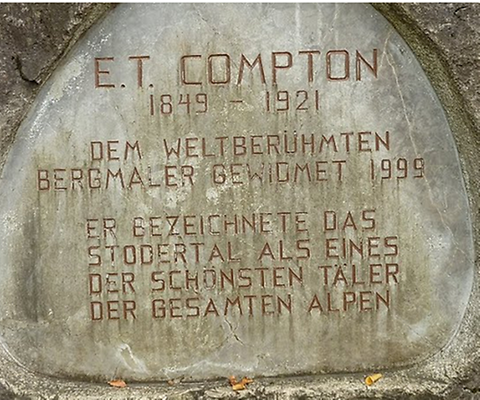 E.T. COMPTON
1849 - 1921
DEM WELTBERÜHMTEN
BERGMALER GEWIDMET 1999
ER BEZEICHNETE DAS
STODERTAL ALS EINES
DER SCHÖNSTEN TÄLER
DER GESAMTEN ALPEN